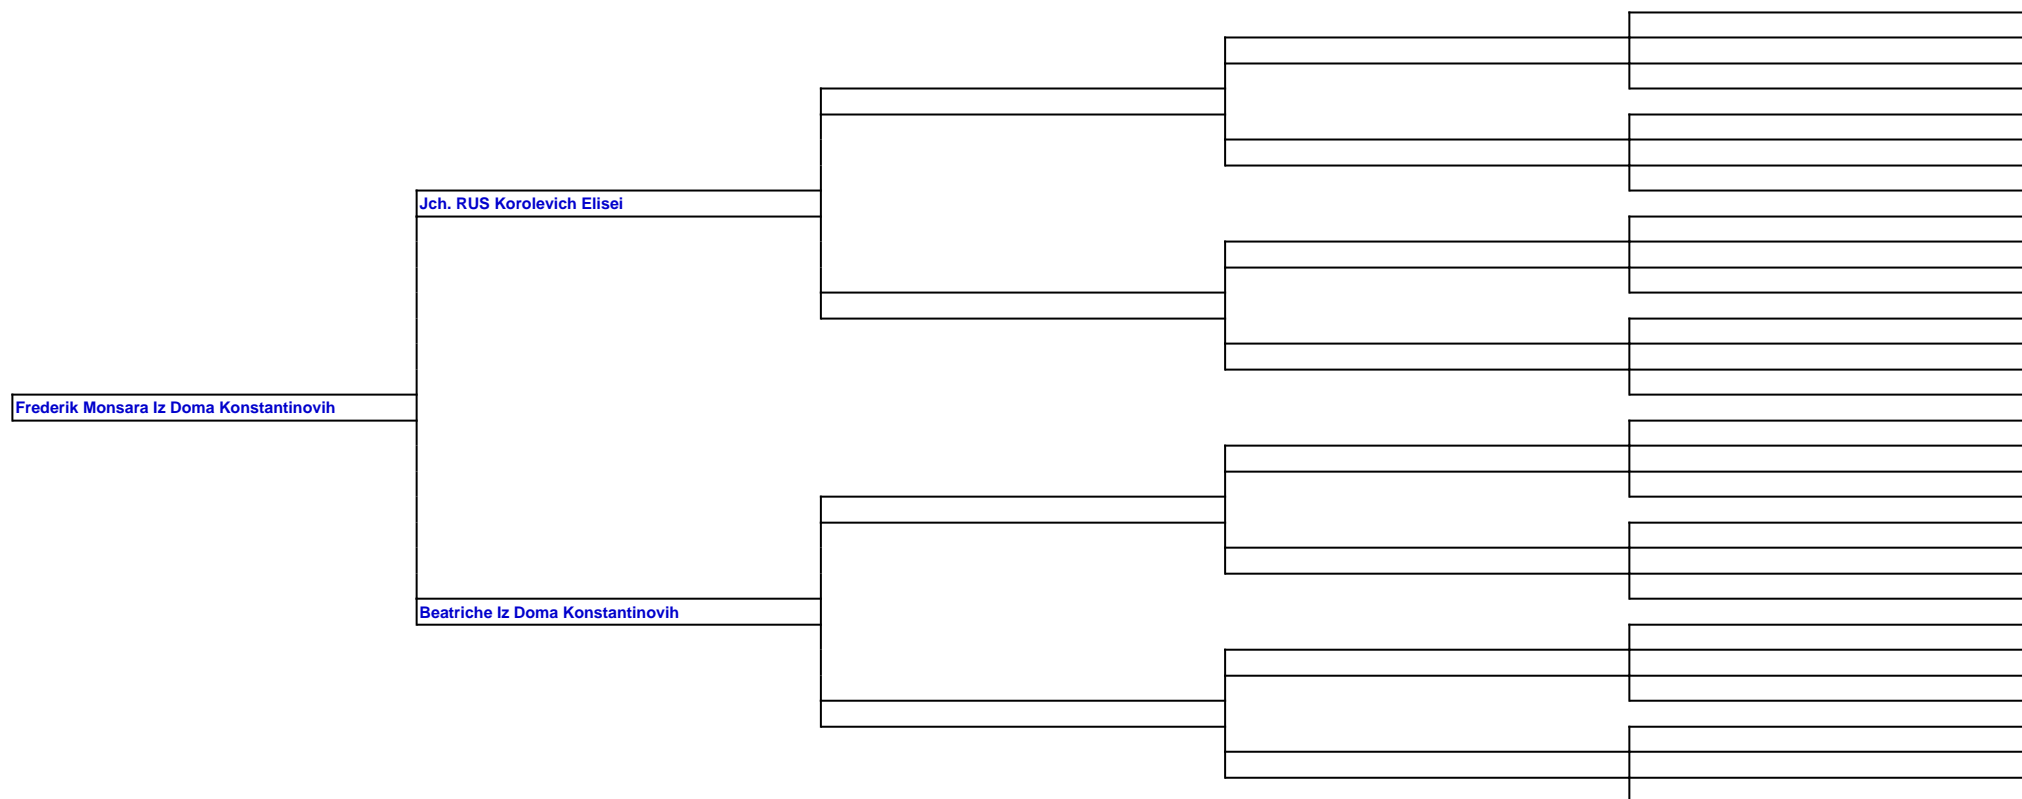 Jch. RUS Korolevich Elisei
Frederik Monsara Iz Doma Konstantinovih
Beatriche Iz Doma Konstantinovih